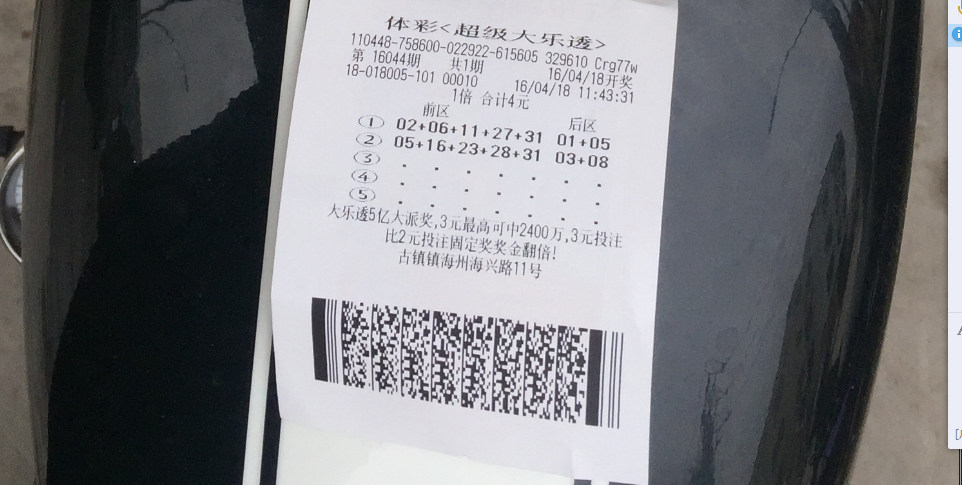 体彩<超级大乐透>
110448-758600-022922-615605 329610 Crg77w
第 16044期 共1期 16/04/18开奖
18-018005-101 00010 16/04/18 11:43:31
1倍 合计4元
前区 后区
① 02+06+11+27+31 01+05
② 05+16+23+28+31 03+08
③
④
⑤
大乐透5亿大派奖,3元最高可中2400万,3元投注
比2元投注固定奖奖金翻倍!
古镇镇海州海兴路11号